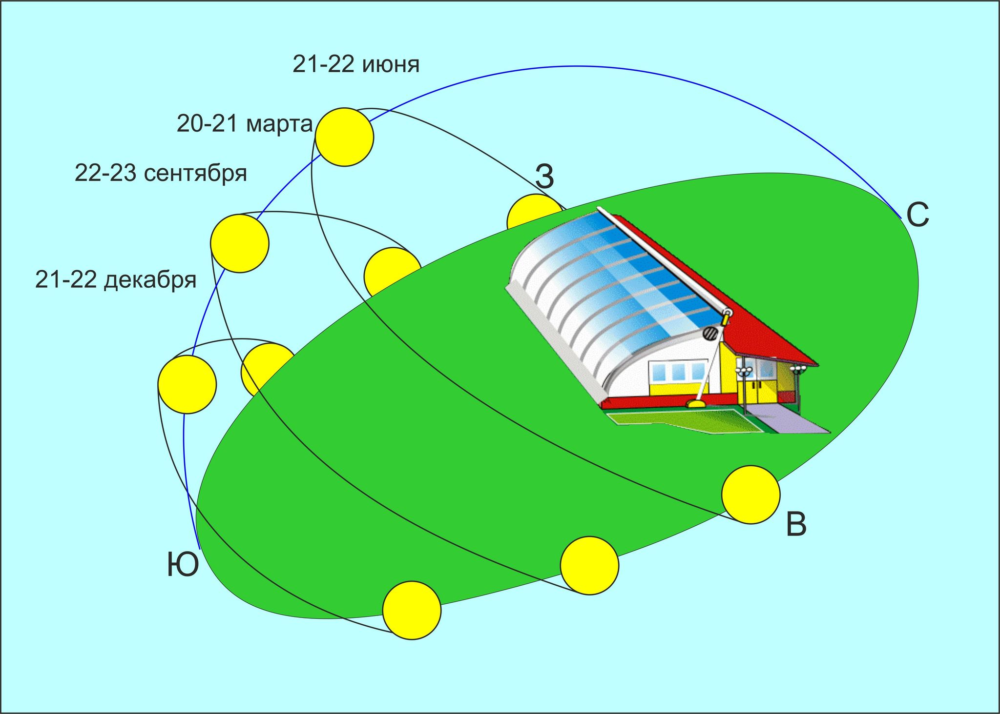 21-22 июня
20-21 марта
22-23 сентября
З
С
21-22 декабря
В
Ю